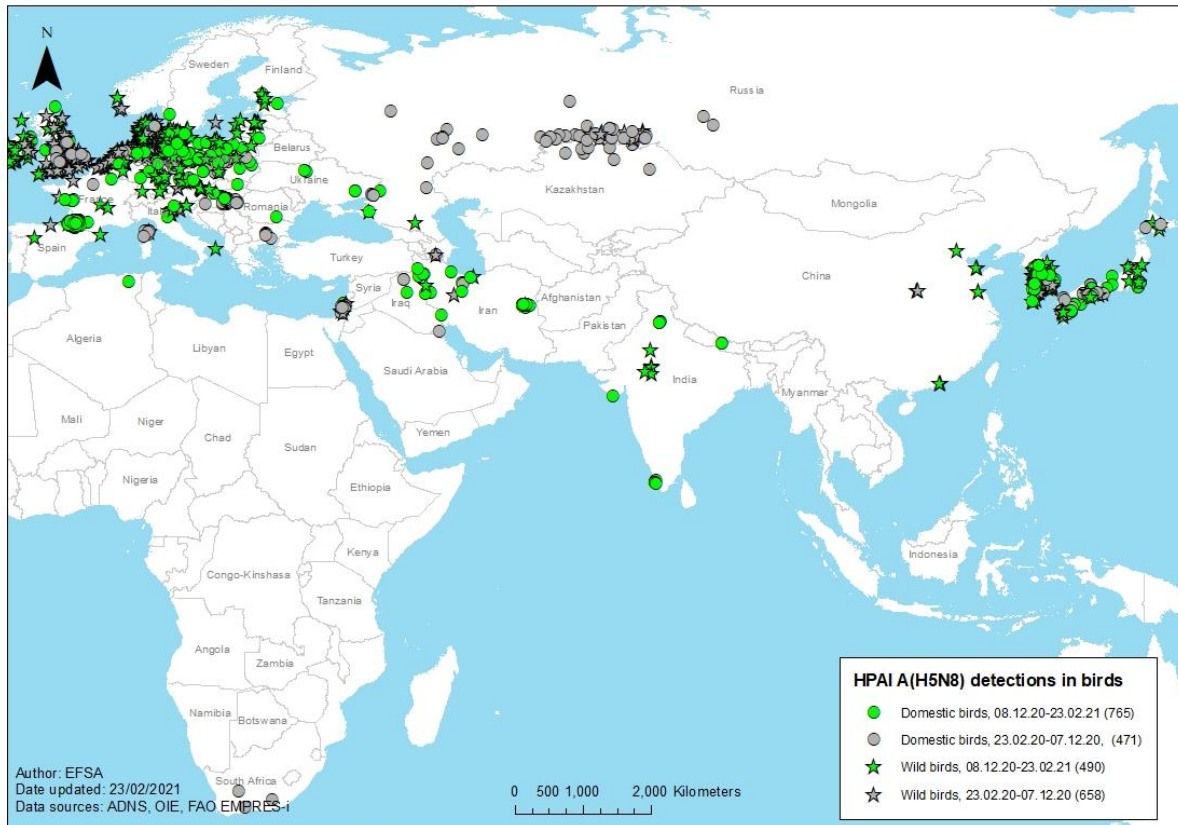 N
Sweden
Finland
Russia
Belarus
Ukraine
Kazakhstan
Mongolia
France
Italy
Romania
Spain
Turkey
China
Syria
Iraq
Iran
Afghanistan
Pakistan
Algeria
Libyan
Egypt
Saudi Arabia
India
Myanmar
Mali
Niger
Chad
Sudan
Yemen
Nigeria
Ethiopia
Kenya
Congo-Kinshasa
Indonesia
Tanzania
Angola
Zambia
Namibia
Botswana
South Africa
HPAI A(H5N8) detections in birds
Domestic birds, 08.12.20-23.02.21 (765)
Domestic birds, 23.02.20-07.12.20, (471)
Wild birds, 08.12.20-23.02.21 (490)
Wild birds, 23.02.20-07.12.20 (658)
Author: EFSA
Date updated: 23/02/2021
Data sources: ADNS, OIE, FAO EMPRES-i
0 500 1,000 2,000 Kilometers